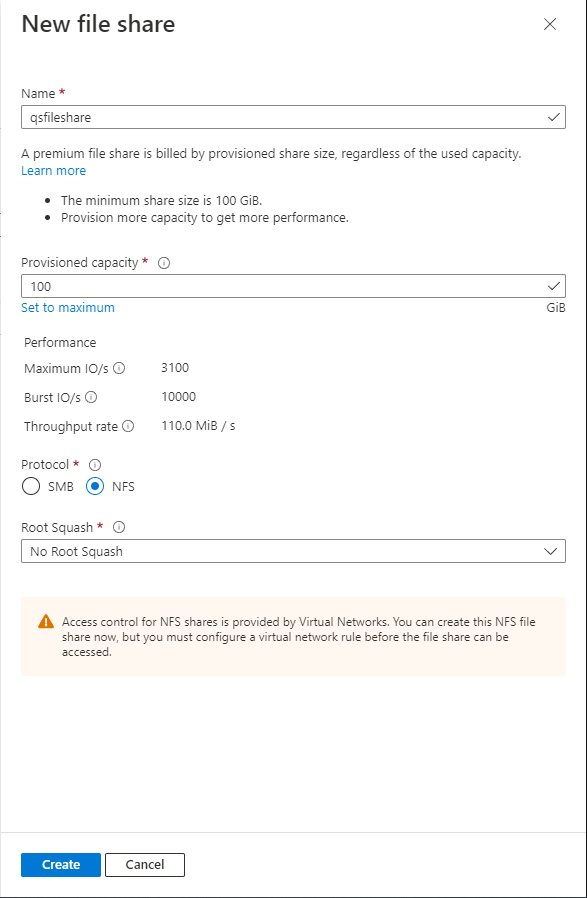 New file share
Name *
qsfileshare
A premium file share is billed by provisioned share size, regardless of the used capacity.
Learn more
• The minimum share size is 100 GiB.
• Provision more capacity to get more performance.
Provisioned capacity *
100
Set to maximum GiB
Performance
Maximum IO/s 3100
Burst IO/s 10000
Throughput rate 110.0 MiB / s
Protocol *
SMB NFS
Root Squash *
No Root Squash
Access control for NFS shares is provided by Virtual Networks. You can create this NFS file
share now, but you must configure a virtual network rule before the file share can be
accessed.
Create Cancel